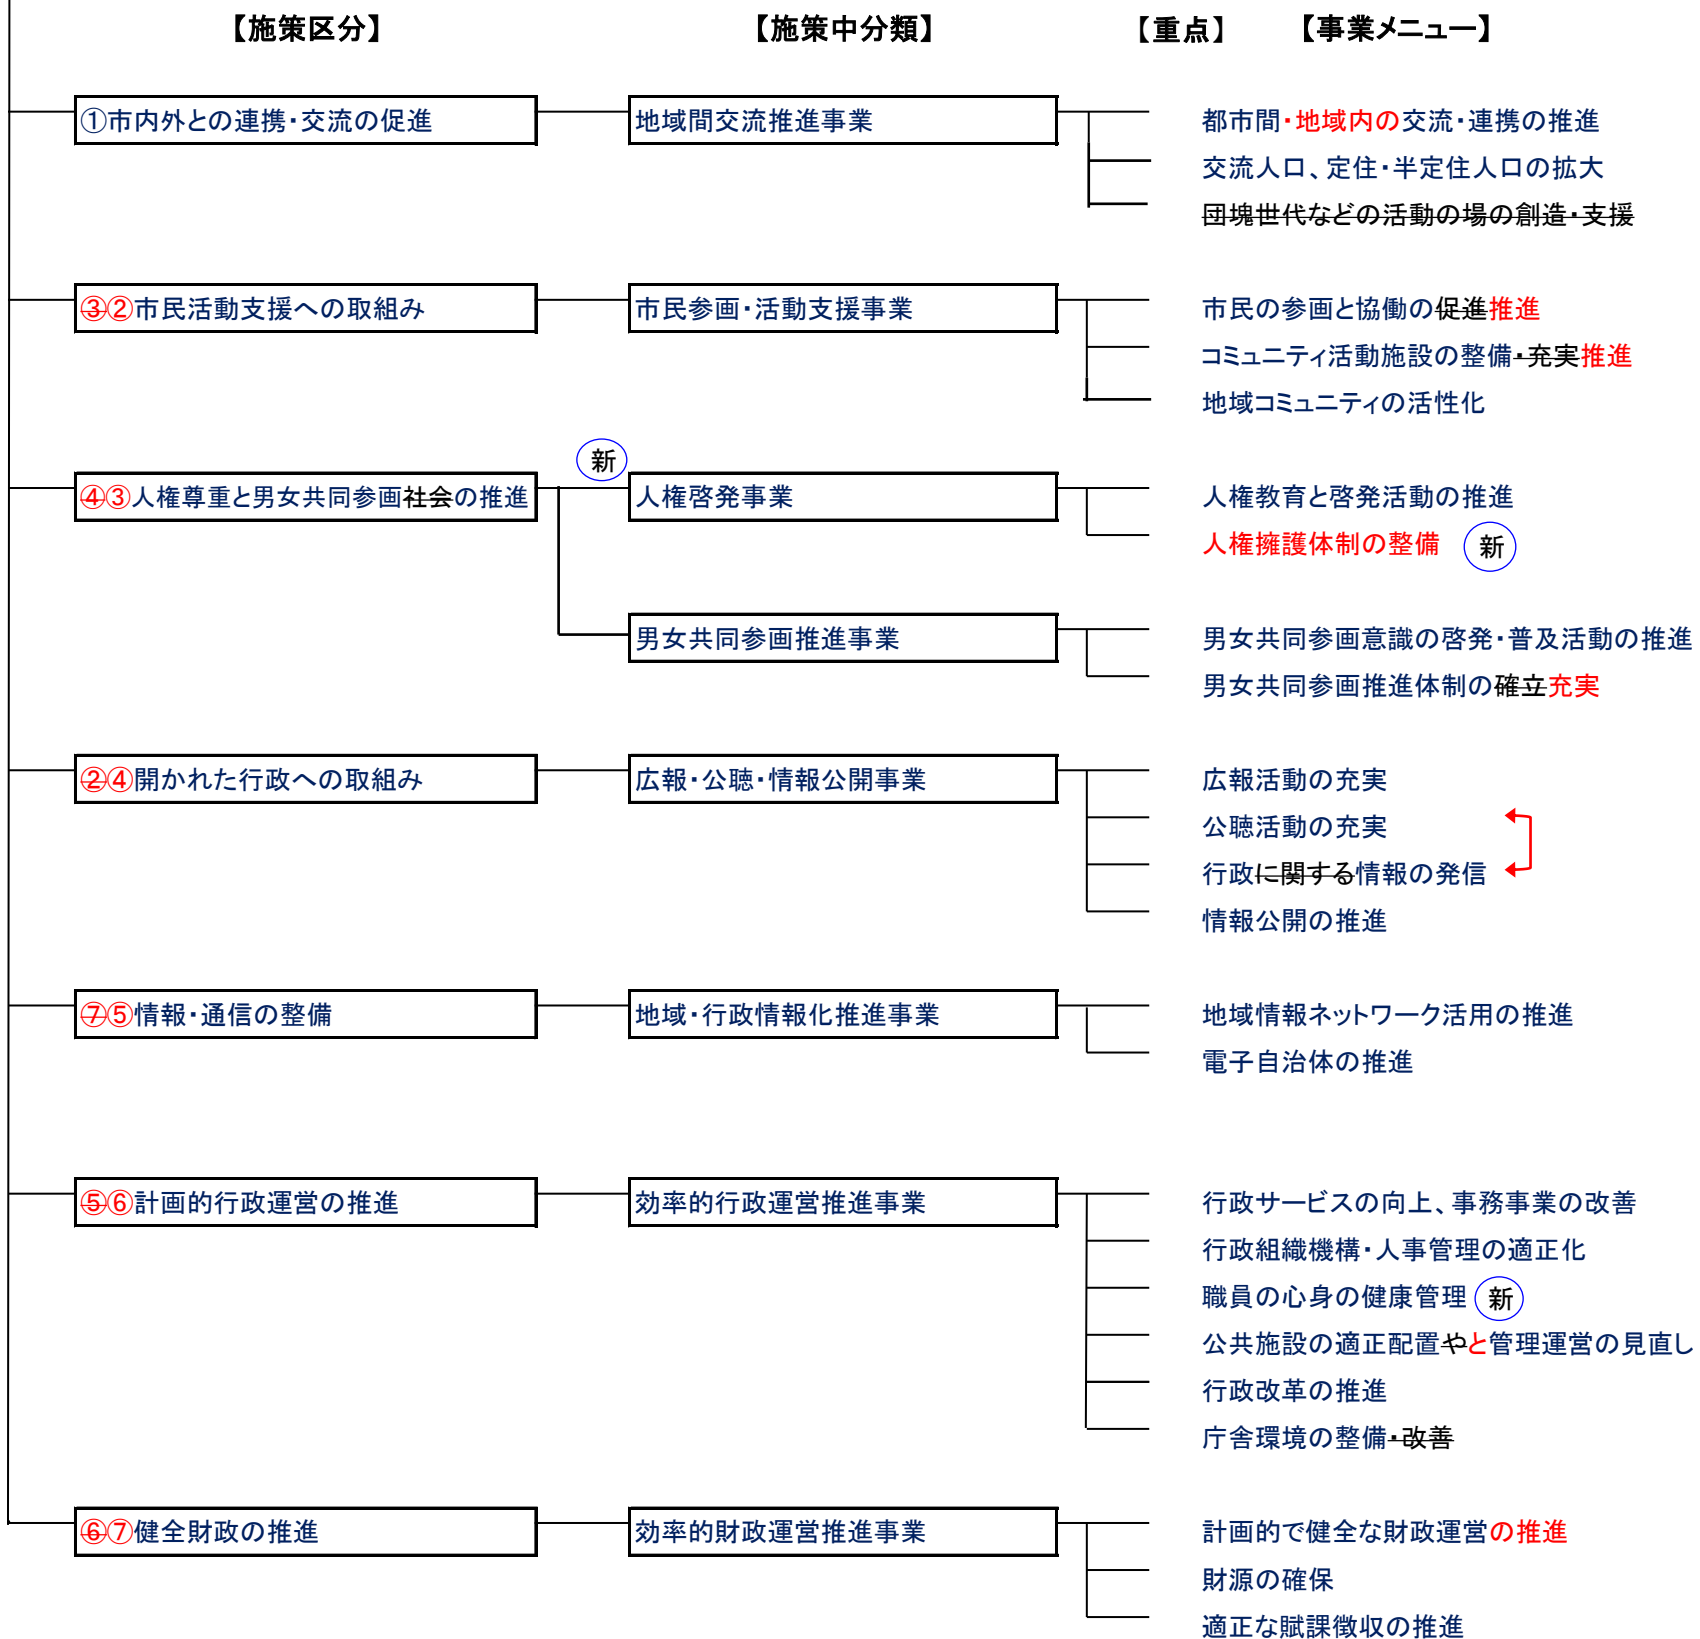 【施策区分】 【施策中分類】 【重点】 【事業メニュー】
①市内外との連携・交流の促進 地域間交流推進事業 都市間・地域内の交流・連携の推進
交流人口、定住・半定住人口の拡大
団塊世代などの活動の場の創造・支援
③②市民活動支援への取組み 市民参画・活動支援事業 市民の参画と協働の促進推進
コミュニティ活動施設の整備・充実推進
地域コミュニティの活性化
新
④③人権尊重と男女共同参画社会の推進 人権啓発事業 人権教育と啓発活動の推進
人権擁護体制の整備 新
男女共同参画推進事業 男女共同参画意識の啓発・普及活動の推進
男女共同参画推進体制の確立充実
②④開かれた行政への取組み 広報・公聴・情報公開事業 広報活動の充実
公聴活動の充実
行政に関する情報の発信
情報公開の推進
⑦⑤情報・通信の整備 地域・行政情報化推進事業 地域情報ネットワーク活用の推進
電子自治体の推進
⑤⑥計画的行政運営の推進 効率的行政運営推進事業 行政サービスの向上、事務事業の改善
行政組織機構・人事管理の適正化
職員の心身の健康管理 新
公共施設の適正配置やと管理運営の見直し
行政改革の推進
庁舎環境の整備・改善
⑥⑦健全財政の推進 効率的財政運営推進事業 計画的で健全な財政運営の推進
財源の確保
適正な賦課徴収の推進